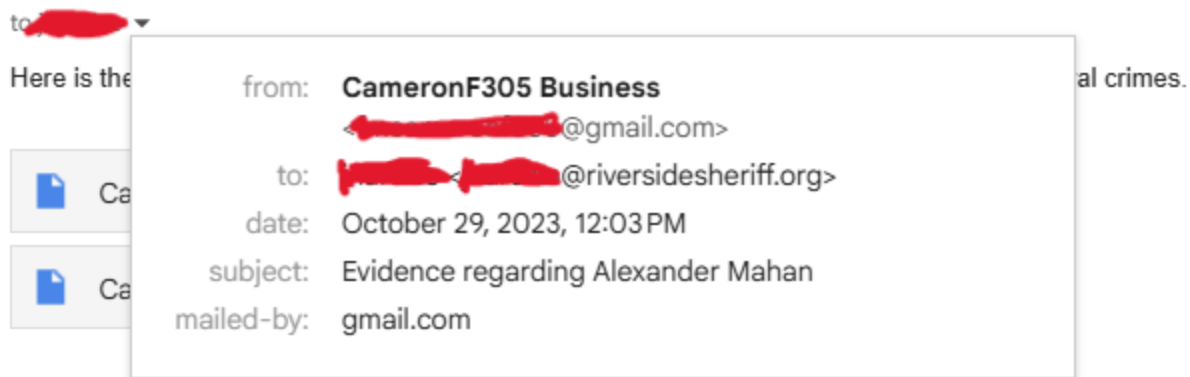 to
Here is the al crimes.
from: CameronF305 Business
< @gmail.com>
to: < @riversidesheriff.org>
date: October 29, 2023, 12:03 PM
subject: Evidence regarding Alexander Mahan
mailed-by: gmail.com
Ca
Ca